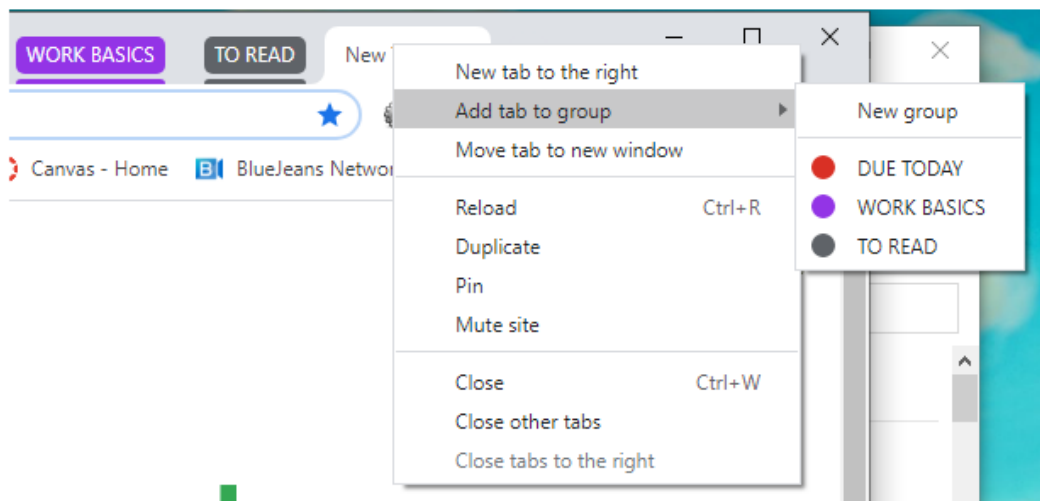 WORK BASICS
TO READ
New
Canvas - Home
BlueJeans Networ
New tab to the right
Add tab to group
Move tab to new window
Reload Ctrl+R
Duplicate
Pin
Mute site
Close Ctrl+W
Close other tabs
Close tabs to the right
New group
DUE TODAY
WORK BASICS
TO READ